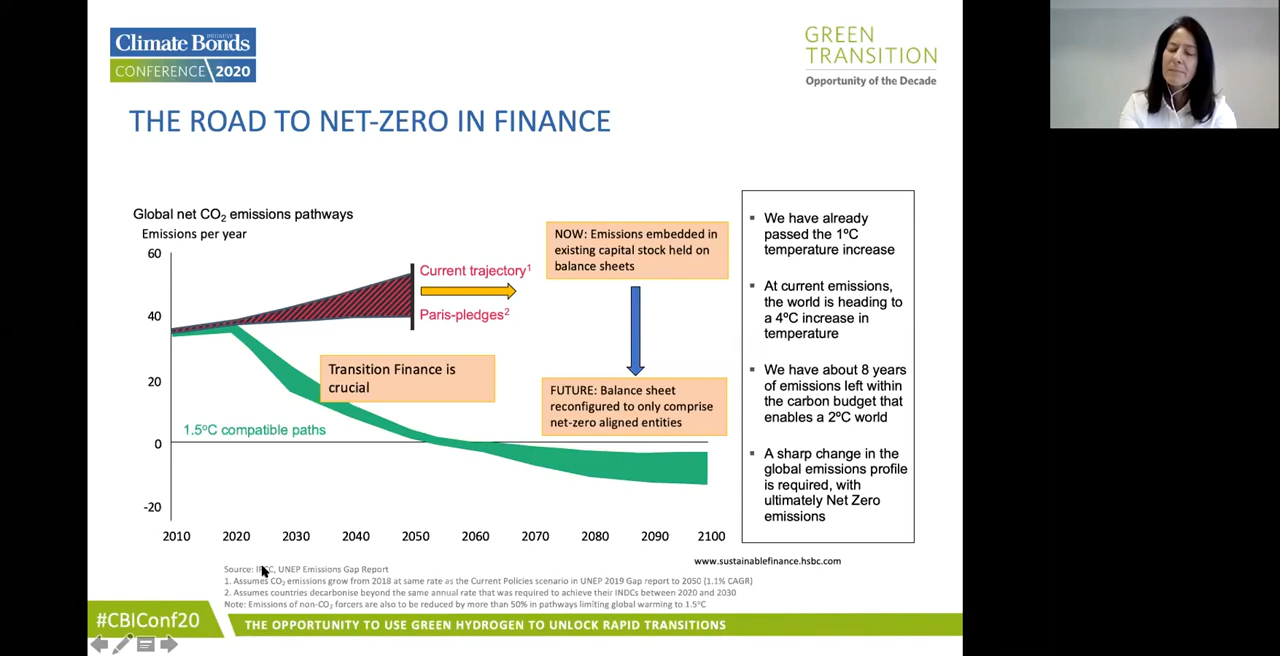 Climate Bonds
INITIATIVE
CONFERENCE 2020
GREEN
TRANSITION
Opportunity of the Decade
THE ROAD TO NET-ZERO IN FINANCE
Global net CO₂ emissions pathways
Emissions per year
60
40
20
0
-20
2010 2020 2030 2040 2050 2060 2070 2080 2090 2100
Current trajectory¹
Paris-pledges²
Transition Finance is
crucial
1.5ºC compatible paths
NOW: Emissions embedded in
existing capital stock held on
balance sheets
FUTURE: Balance sheet
reconfigured to only comprise
net-zero aligned entities
▪ We have already
passed the 1ºC
temperature increase
▪ At current emissions,
the world is heading to
a 4ºC increase in
temperature
▪ We have about 8 years
of emissions left within
the carbon budget that
enables a 2ºC world
▪ A sharp change in the
global emissions profile
is required, with
ultimately Net Zero
emissions
www.sustainablefinance.hsbc.com
Source: IPCC, UNEP Emissions Gap Report
1. Assumes CO₂ emissions grow from 2018 at same rate as the Current Policies scenario in UNEP 2019 Gap report to 2050 (1.1% CAGR)
2. Assumes countries decarbonise beyond the same annual rate that was required to achieve their INDCs between 2020 and 2030
Note: Emissions of non-CO₂ forcers are also to be reduced by more than 50% in pathways limiting global warming to 1.5ºC
#CBIConf20
THE OPPORTUNITY TO USE GREEN HYDROGEN TO UNLOCK RAPID TRANSITIONS